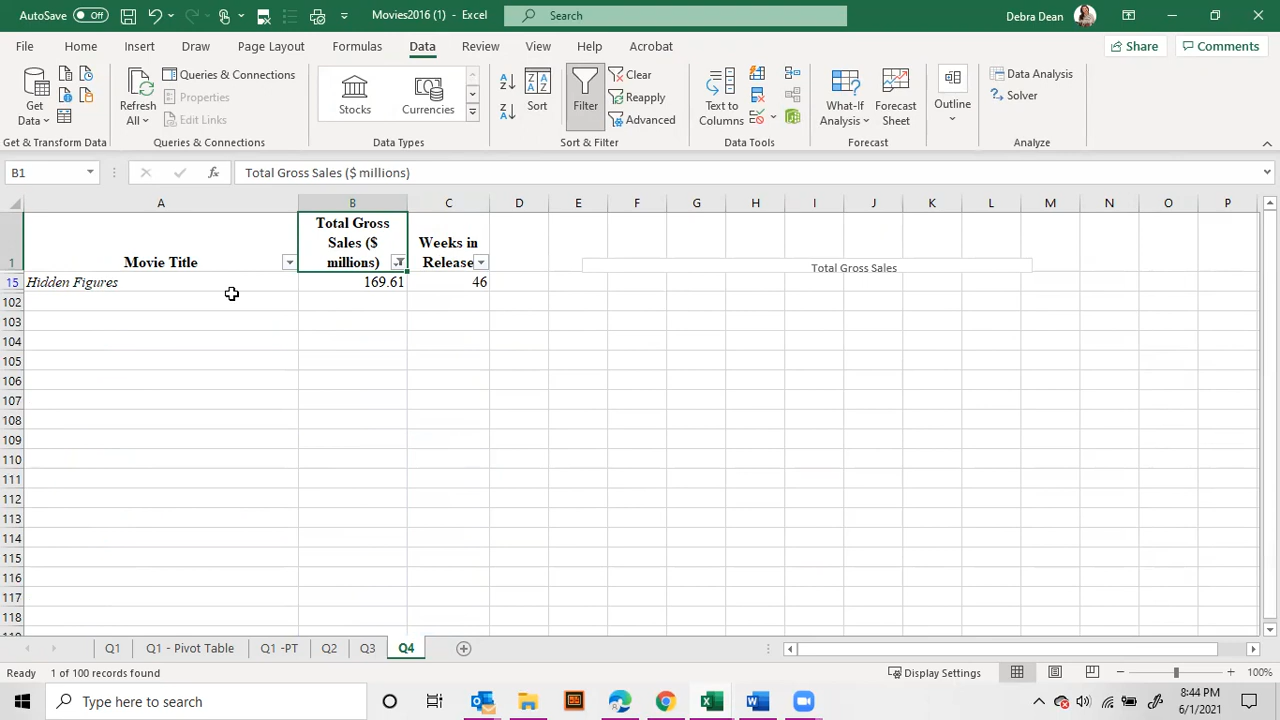 AutoSave Off Movies2016 (1) - Excel Search Debra Dean
File Home Insert Draw Page Layout Formulas Data Review View Help Acrobat Share Comments
Get Data
Refresh All
Queries & Connections
Properties
Edit Links
Stocks Currencies
Sort Filter
Clear
Reapply
Advanced
Text to Columns
What-If Analysis
Forecast Sheet
Outline
Data Analysis
Solver
Get & Transform Data Queries & Connections Data Types Sort & Filter Data Tools Forecast Analyze
B1 fx Total Gross Sales ($ millions)
A B C D E F G H I J K L M N O P
1 Movie Title Total Gross Sales ($ millions) Weeks in Release
Total Gross Sales
15 Hidden Figures 169.61 46
102
103
104
105
106
107
108
109
110
111
112
113
114
115
116
117
118
Q1 Q1 - Pivot Table Q1 -PT Q2 Q3 Q4
Ready 1 of 100 records found Display Settings 100%
Type here to search
8:44 PM
6/1/2021